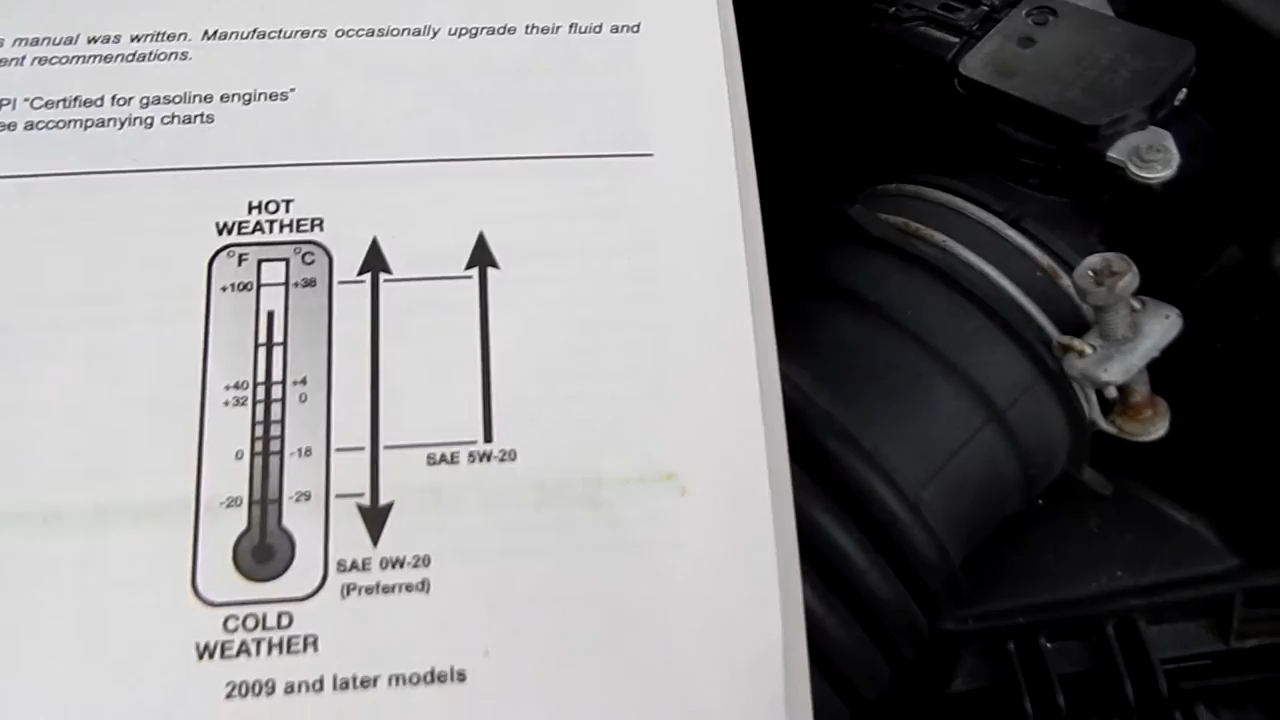 manual was written. Manufacturers occasionally upgrade their fluid and
recommendations.
"Certified for gasoline engines"
accompanying charts
HOT
WEATHER
°F °C
+100 +38
+40 +4
+32 0
0 -18
-20 -29
SAE 5W-20
SAE 0W-20
(Preferred)
COLD
WEATHER
2009 and later models